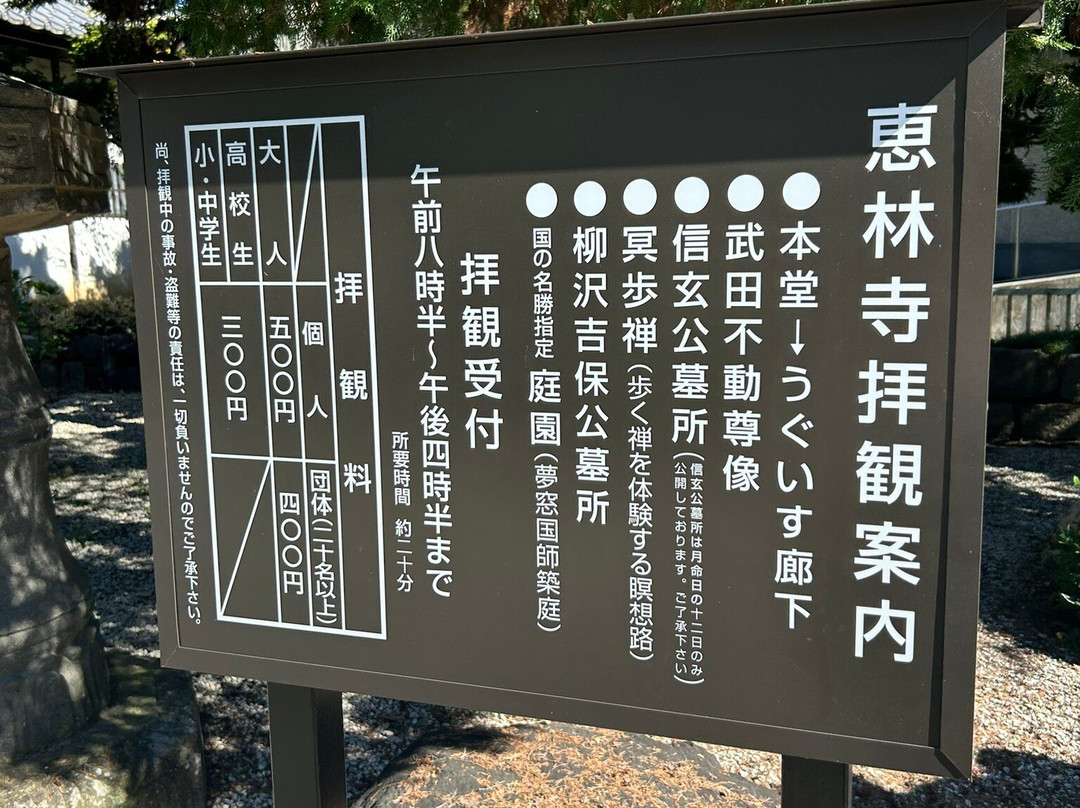 恵林寺拝観案内
●本堂→うぐいす廊下
●武田不動尊像
●信玄公墓所(信玄公墓所は月命日の十二日のみ
公開しております。ご了承下さい)
●冥歩禅(歩く禅を体験する瞑想路)
●柳沢吉保公墓所
●国の名勝指定 庭園(夢窓国師築庭)
拝観受付
午前八時半〜午後四時半まで
所要時間 約二十分
拝観料
個人 団体(二十名以上)
大人 五〇〇円 四〇〇円
高校生
小・中学生 三〇〇円
尚、拝観中の事故・盗難等の責任は、一切負いませんのでご了承下さい。